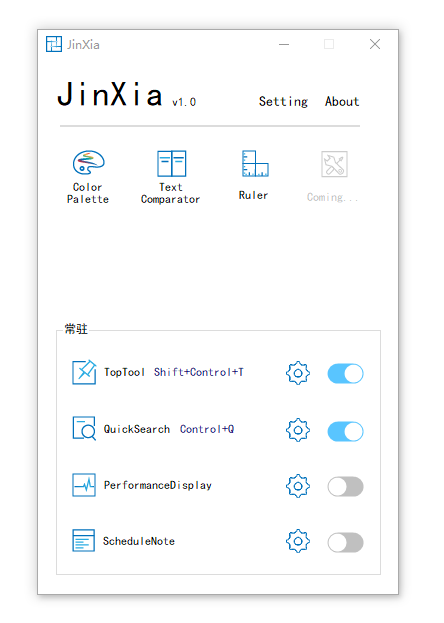 JinXia
JinXia v1.0 Setting About
Color Palette
Text Comparator
Ruler
Coming...
常驻
TopTool Shift+Control+T
QuickSearch Control+Q
PerformanceDisplay
ScheduleNote